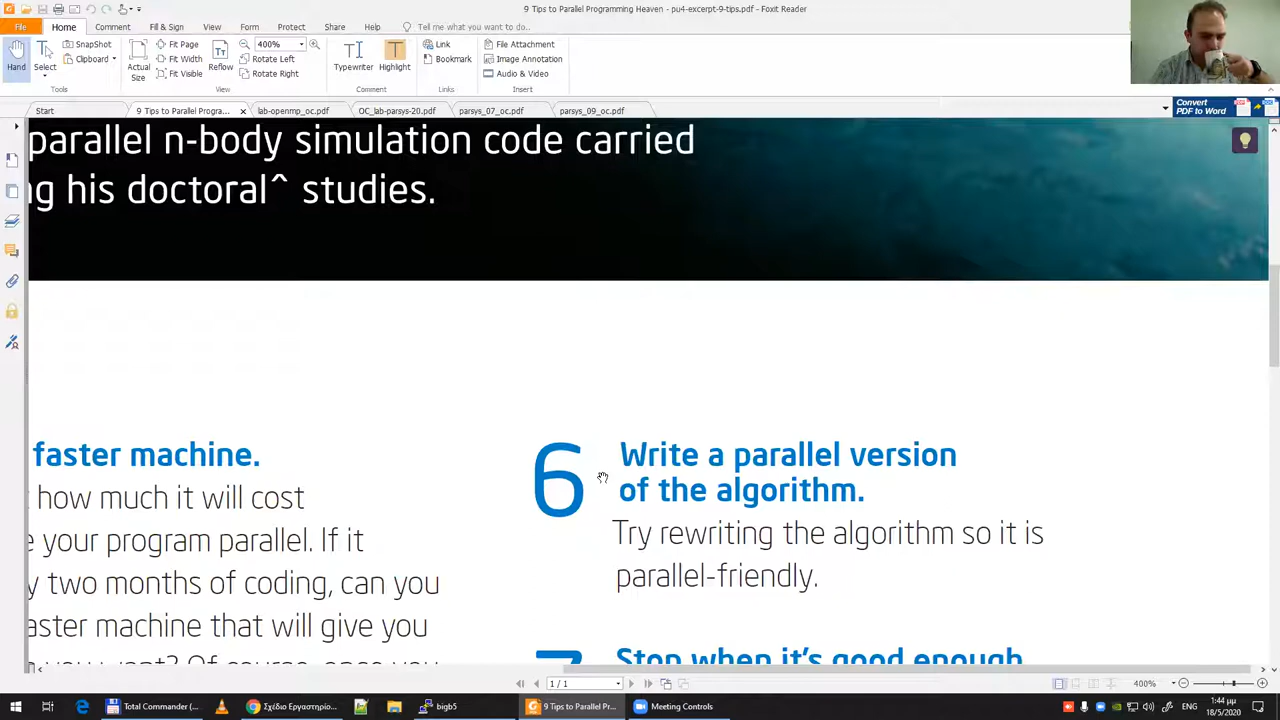 9 Tips to Parallel Programming Heaven - pu4-excerpt-9-tips.pdf - Foxit Reader
File Home Comment View Form Protect Share Help Tell me what you want to do...
Fill & Sign
Hand
Select
SnapShot
Clipboard
Actual Size
Fit Page
Fit Width
Fit Visible
Reflow
400%
Rotate Left
Rotate Right
Typewriter
Highlight
Link
Bookmark
File Attachment
Image Annotation
Audio & Video
Tools View Comment Links Insert
Start 9 Tips to Parallel Progra... lab-openmp_oc.pdf OC_lab-parsys-20.pdf parsys_07_oc.pdf parsys_09_oc.pdf
Convert
PDF to Word
parallel n-body simulation code carried
ng his doctoral^ studies.
faster machine.
how much it will cost
e your program parallel. If it
y two months of coding, can you
aster machine that will give you
6
Write a parallel version
of the algorithm.
Try rewriting the algorithm so it is
parallel-friendly.
7
Stop when it's good enough
1 / 1
400%
Total Commander (...
Σχέδιο Εργαστηρίο...
bigb5
9 Tips to Parallel Pr...
Meeting Controls
ENG
1:44 μμ
18/5/2020